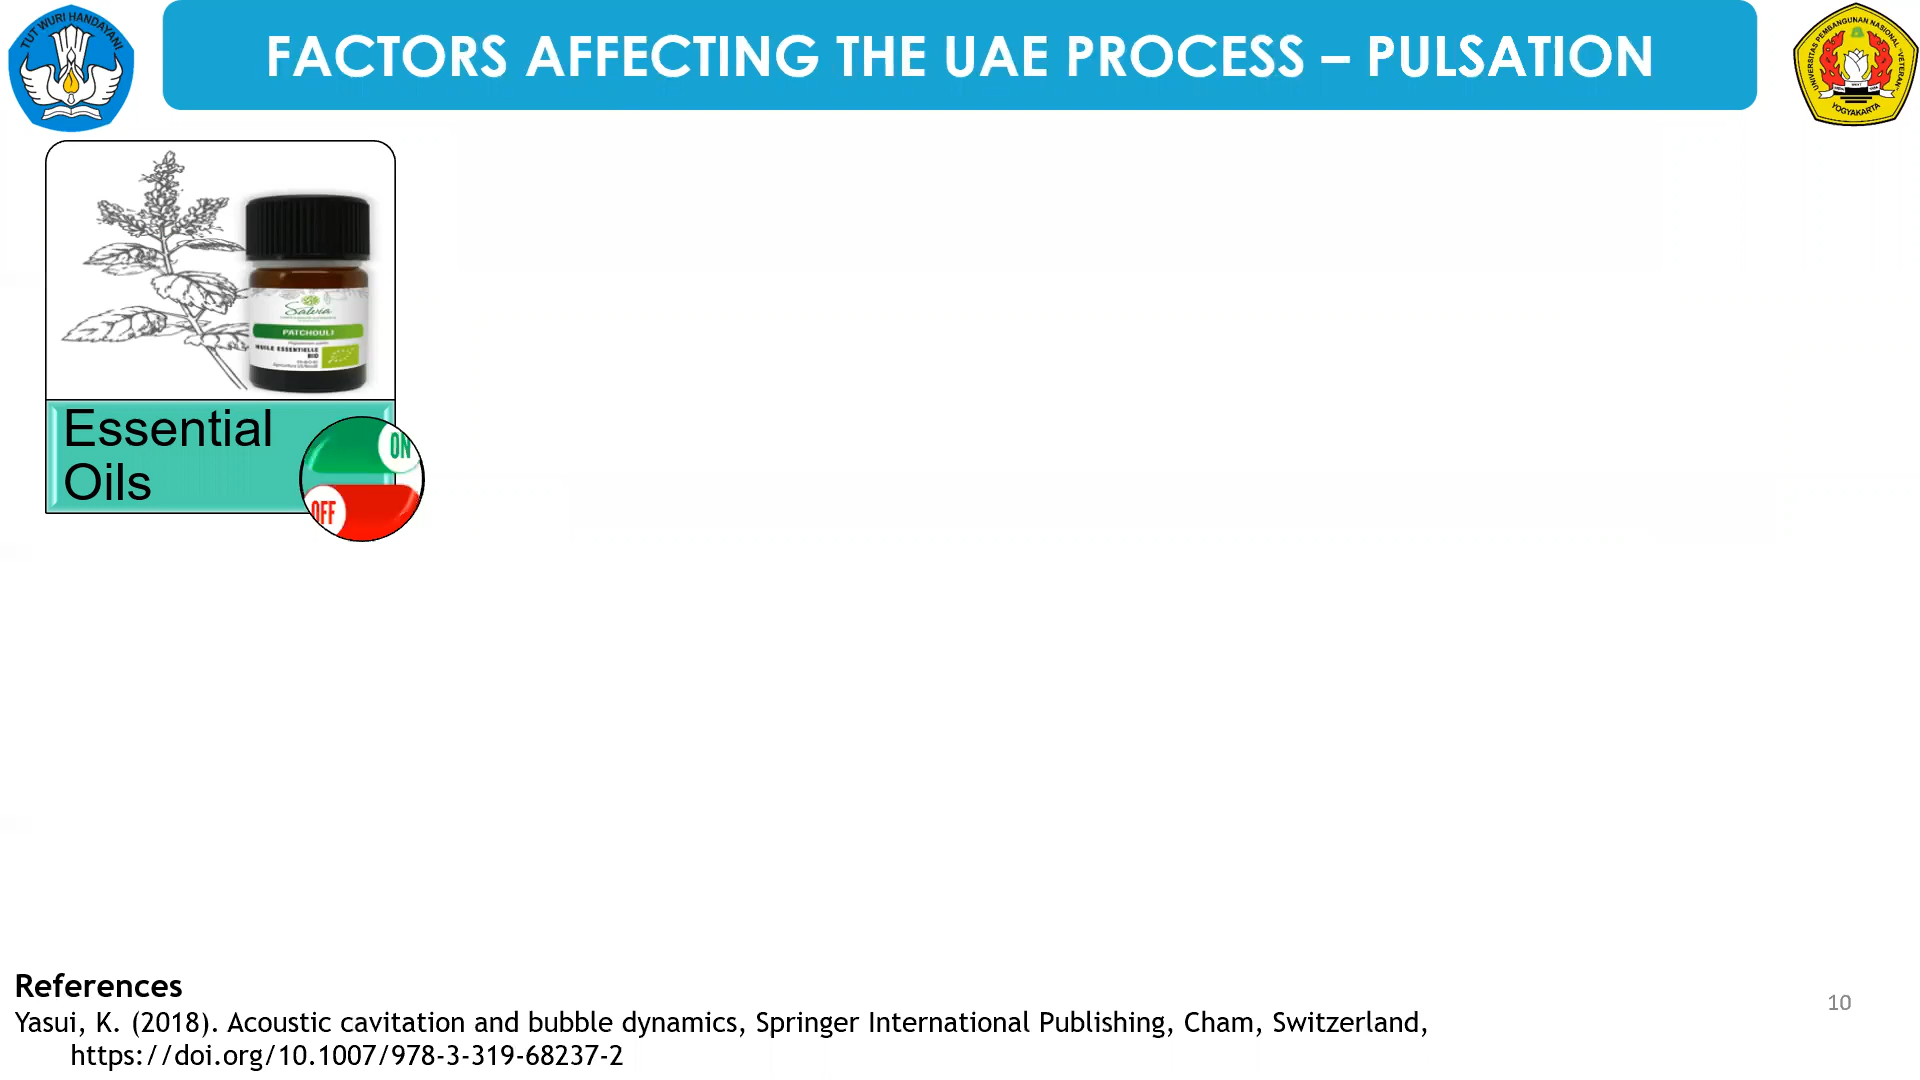 TUT WURI HANDAYANI
FACTORS AFFECTING THE UAE PROCESS – PULSATION
UNIVERSITAS PEMBANGUNAN NASIONAL "VETERAN"
YOGYAKARTA
Salvia
PATCHOULI
HUILE ESSENTIELLE
BIO
Essential
Oils
ON
OFF
References
Yasui, K. (2018). Acoustic cavitation and bubble dynamics, Springer International Publishing, Cham, Switzerland,
https://doi.org/10.1007/978-3-319-68237-2
10